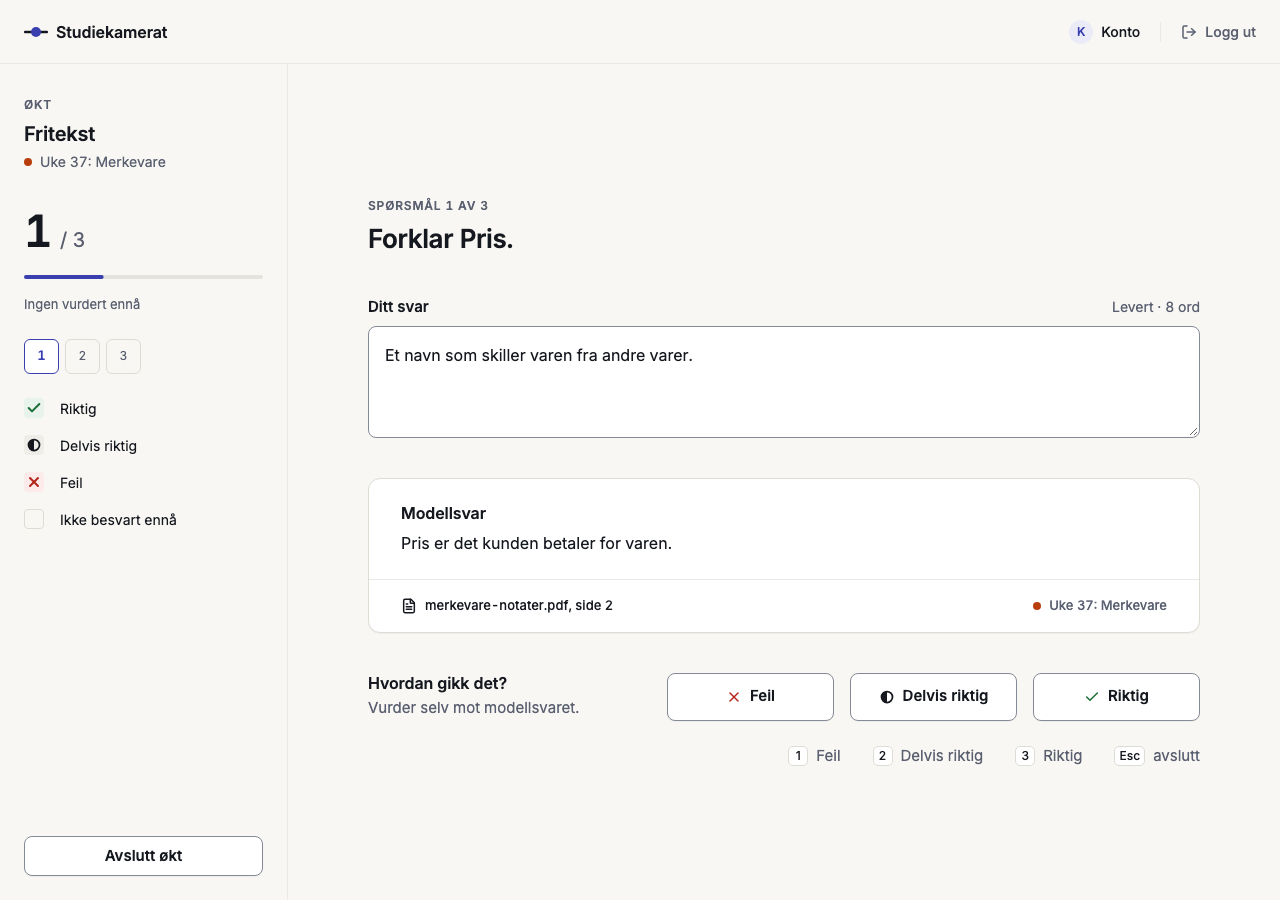 Studiekamerat
K Konto
Logg ut
ØKT
Fritekst
Uke 37: Merkevare
1 / 3
Ingen vurdert ennå
1 2 3
Riktig
Delvis riktig
Feil
Ikke besvart ennå
Avslutt økt
SPØRSMÅL 1 AV 3
Forklar Pris.
Ditt svar
Levert · 8 ord
Et navn som skiller varen fra andre varer.
Modellsvar
Pris er det kunden betaler for varen.
merkevare-notater.pdf, side 2
Uke 37: Merkevare
Hvordan gikk det?
Vurder selv mot modellsvaret.
Feil
Delvis riktig
Riktig
1 Feil 2 Delvis riktig 3 Riktig Esc avslutt